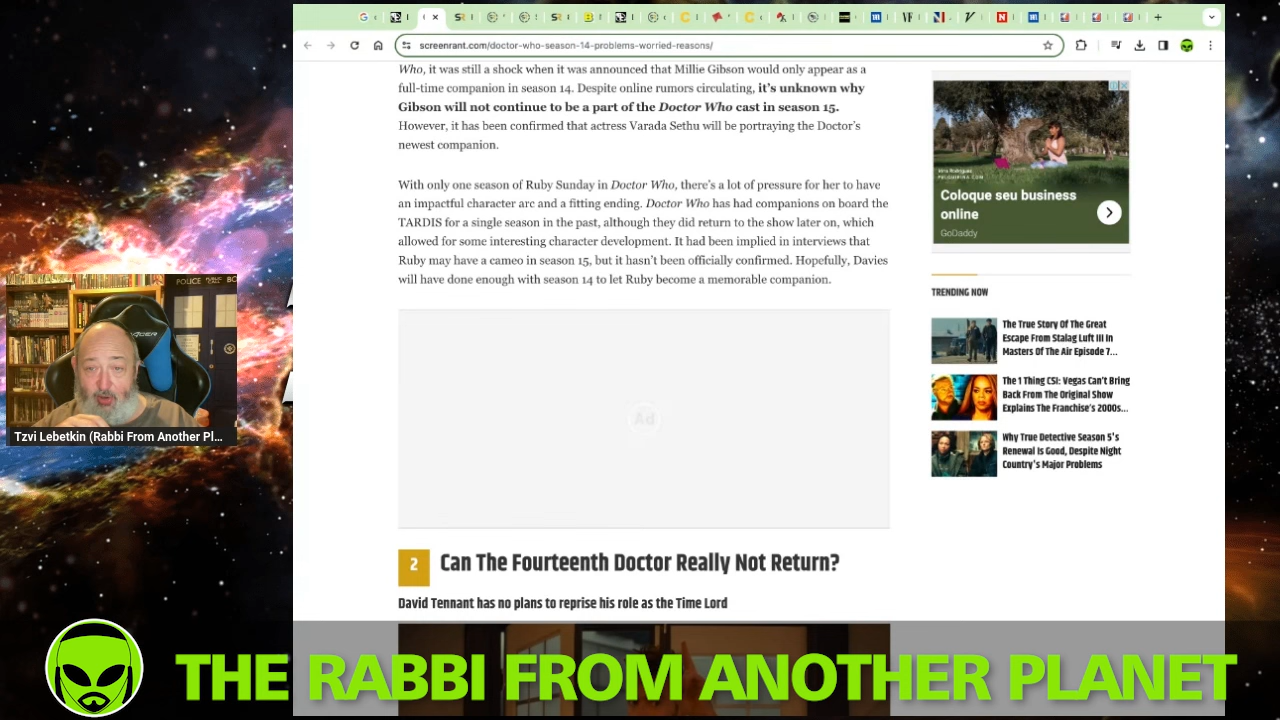 screenrant.com/doctor-who-season-14-problems-worried-reasons/
Who, it was still a shock when it was announced that Millie Gibson would only appear as a
full-time companion in season 14. Despite online rumors circulating, it's unknown why
Gibson will not continue to be a part of the Doctor Who cast in season 15.
However, it has been confirmed that actress Varada Sethu will be portraying the Doctor's
newest companion.
With only one season of Ruby Sunday in Doctor Who, there's a lot of pressure for her to have
an impactful character arc and a fitting ending. Doctor Who has had companions on board the
TARDIS for a single season in the past, although they did return to the show later on, which
allowed for some interesting character development. It had been implied in interviews that
Ruby may have a cameo in season 15, but it hasn't been officially confirmed. Hopefully, Davies
will have done enough with season 14 to let Ruby become a memorable companion.
Ad
2 Can The Fourteenth Doctor Really Not Return?
David Tennant has no plans to reprise his role as the Time Lord
Coloque seu business
online
GoDaddy
TRENDING NOW
The True Story Of The Great
Escape From Stalag Luft III In
Masters Of The Air Episode 7...
The 1 Thing CSI: Vegas Can't Bring
Back From The Original Show
Explains The Franchise's 2000s...
Why True Detective Season 5's
Renewal Is Good, Despite Night
Country's Major Problems
POLICE PUBLIC CALL BO
Tzvi Lebetkin (Rabbi From Another Pl...
THE RABBI FROM ANOTHER PLANET